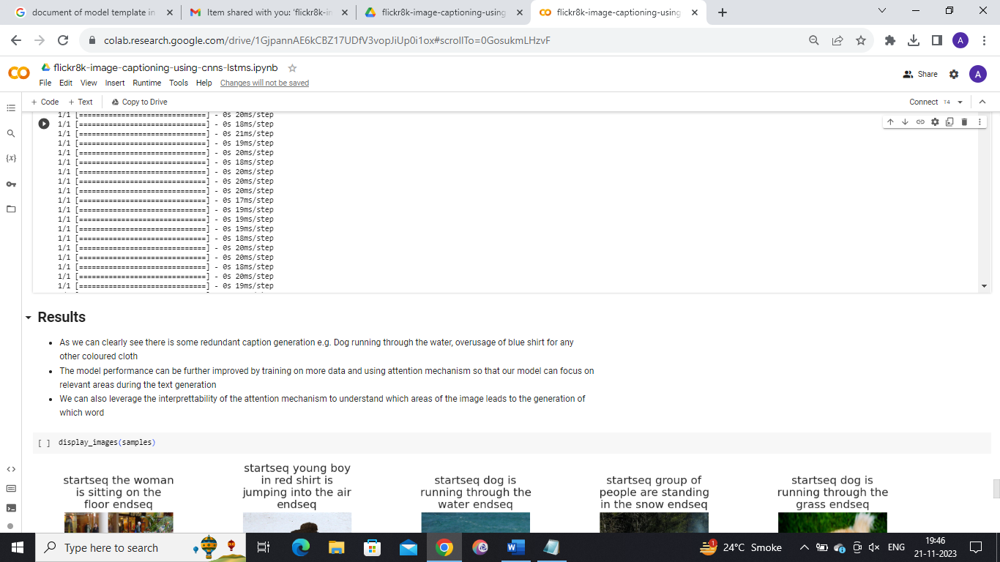 document of model template in
Item shared with you: 'flickr8k-i
flickr8k-image-captioning-using
flickr8k-image-captioning-using
colab.research.google.com/drive/1GjpannAE6kCBZ17UDfV3vopJiUp0i1ox#scrollTo=0GosukmLHzvF
A
CO
flickr8k-image-captioning-using-cnns-lstms.ipynb
Share
A
File Edit View Insert Runtime Tools Help Changes will not be saved
+ Code + Text Copy to Drive
Connect T4
1/1 [==============================] - 0s 20ms/step
1/1 [==============================] - 0s 18ms/step
1/1 [==============================] - 0s 21ms/step
1/1 [==============================] - 0s 19ms/step
1/1 [==============================] - 0s 20ms/step
1/1 [==============================] - 0s 18ms/step
1/1 [==============================] - 0s 20ms/step
1/1 [==============================] - 0s 20ms/step
1/1 [==============================] - 0s 20ms/step
1/1 [==============================] - 0s 17ms/step
1/1 [==============================] - 0s 19ms/step
1/1 [==============================] - 0s 19ms/step
1/1 [==============================] - 0s 19ms/step
1/1 [==============================] - 0s 18ms/step
1/1 [==============================] - 0s 20ms/step
1/1 [==============================] - 0s 20ms/step
1/1 [==============================] - 0s 18ms/step
1/1 [==============================] - 0s 20ms/step
1/1 [==============================] - 0s 19ms/step
{x}
Results
• As we can clearly see there is some redundant caption generation e.g. Dog running through the water, overusage of blue shirt for any
other coloured cloth
• The model performance can be further improved by training on more data and using attention mechanism so that our model can focus on
relevant areas during the text generation
• We can also leverage the interprettability of the attention mechanism to understand which areas of the image leads to the generation of
which word
[ ] display_images(samples)
startseq the woman
is sitting on the
floor endseq
startseq young boy
in red shirt is
jumping into the air
endseq
startseq dog is
running through the
water endseq
startseq group of
people are standing
in the snow endseq
startseq dog is
running through the
grass endseq
Type here to search
1
24°C Smoke
ENG
19:46
21-11-2023